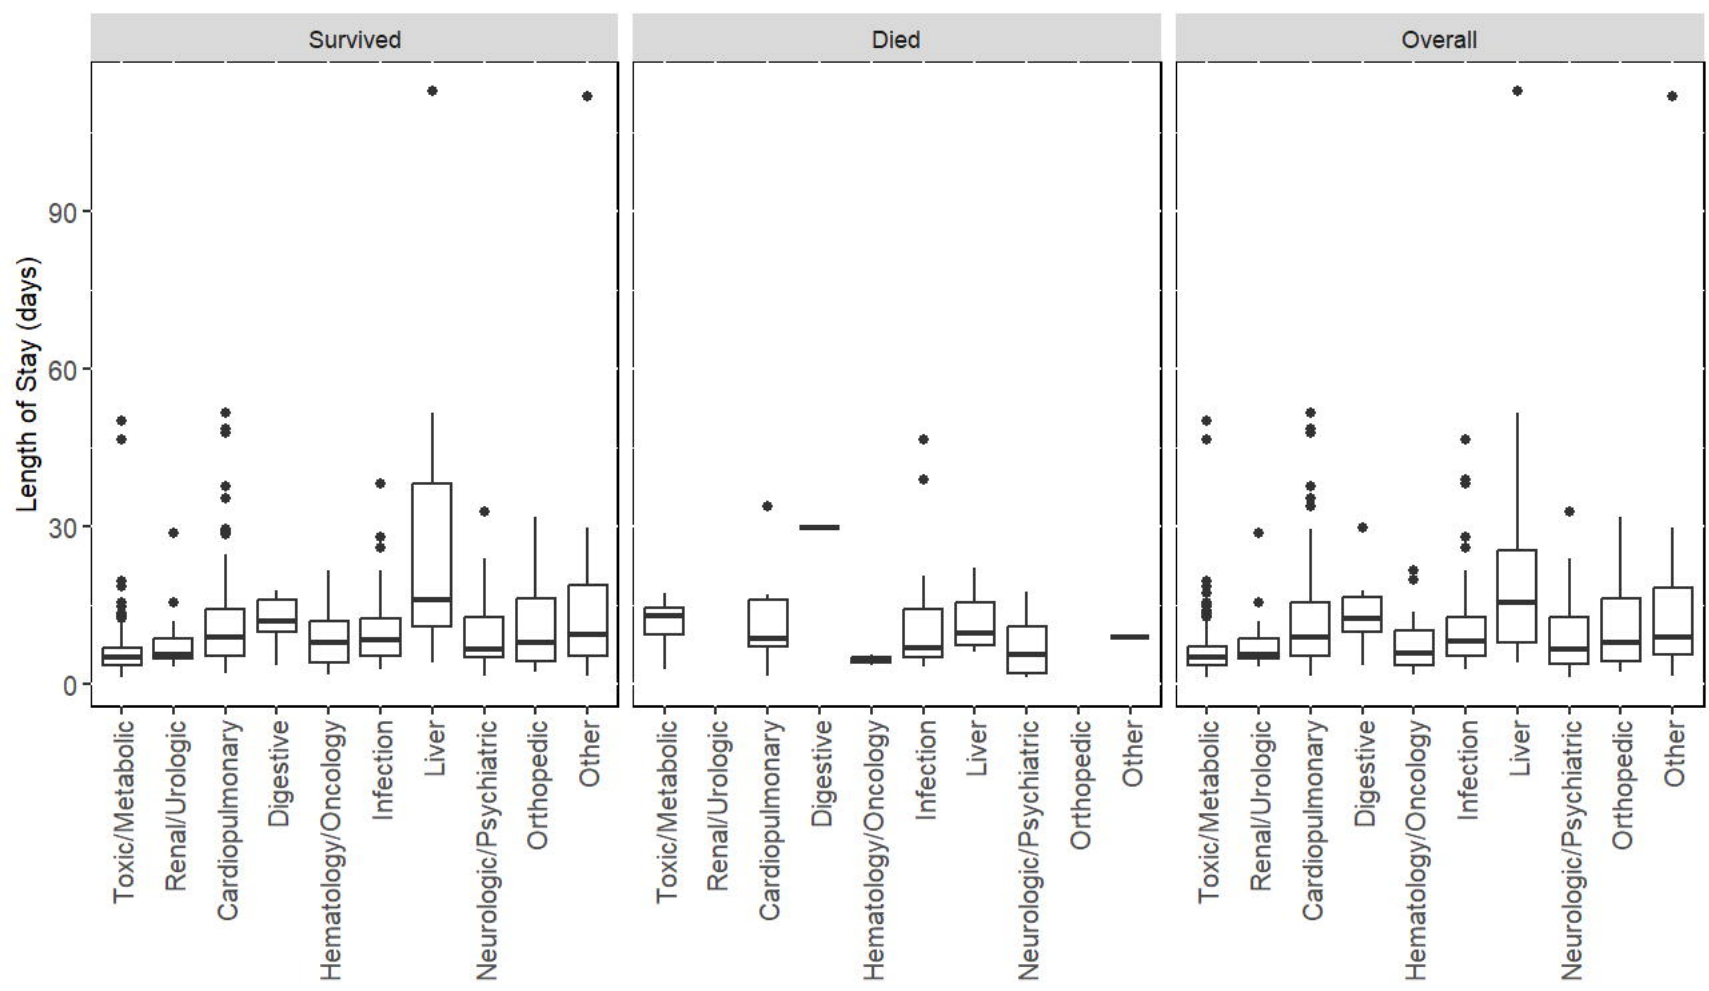 Survived
Died
Overall
Length of Stay (days)
90
60
30
0
Toxic/Metabolic
Renal/Urologic
Cardiopulmonary
Digestive
Hematology/Oncology
Infection
Liver
Neurologic/Psychiatric
Orthopedic
Other
Toxic/Metabolic
Renal/Urologic
Cardiopulmonary
Digestive
Hematology/Oncology
Infection
Liver
Neurologic/Psychiatric
Orthopedic
Other
Toxic/Metabolic
Renal/Urologic
Cardiopulmonary
Digestive
Hematology/Oncology
Infection
Liver
Neurologic/Psychiatric
Orthopedic
Other